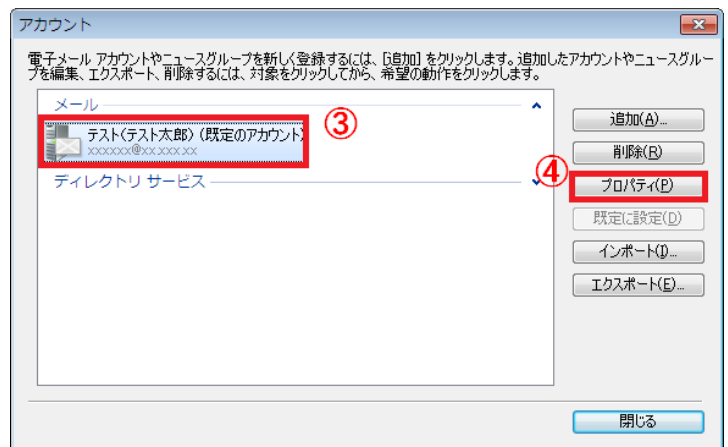 アカウント
電子メール アカウントやニュースグループを新しく登録するには、[追加] をクリックします。追加したアカウントやニュースグルー
プを編集、エクスポート、削除するには、対象をクリックしてから、希望の動作をクリックします。
メール
③
テスト(テスト太郎) (既定のアカウント)
xxxxxx@xx.xxx.xx
ディレクトリ サービス
追加(A)...
削除(R)
④
プロパティ(P)
既定に設定(D)
インポート(I)...
エクスポート(E)...
閉じる